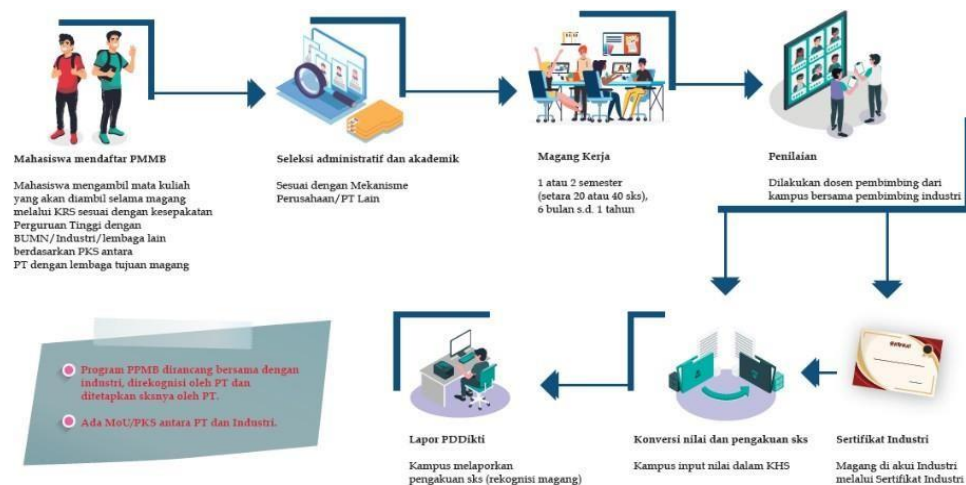 Mahasiswa mendaftar PMMB
Mahasiswa mengambil mata kuliah
yang akan diambil selama magang
melalui KRS sesuai dengan kesepakatan
Perguruan Tinggi dengan
BUMN/Industri/lembaga lain
berdasarkan PKS antara
PT dengan lembaga tujuan magang
Seleksi administratif dan akademik
Sesuai dengan Mekanisme
Perusahaan/PT Lain
Magang Kerja
1 atau 2 semester
(setara 20 atau 40 sks),
6 bulan s.d. 1 tahun
Penilaian
Dilakukan dosen pembimbing dari
kampus bersama pembimbing industri
Program PPMB dirancang bersama dengan
industri, direkognisi oleh PT dan
ditetapkan sksnya oleh PT.
Ada MoU/PKS antara PT dan Industri.
Lapor PDDikti
Kampus melaporkan
pengakuan sks (rekognisi magang)
Konversi nilai dan pengakuan sks
Kampus input nilai dalam KHS
Sertifikat Industri
Magang di akui Industri
melalui Sertifikat Industri